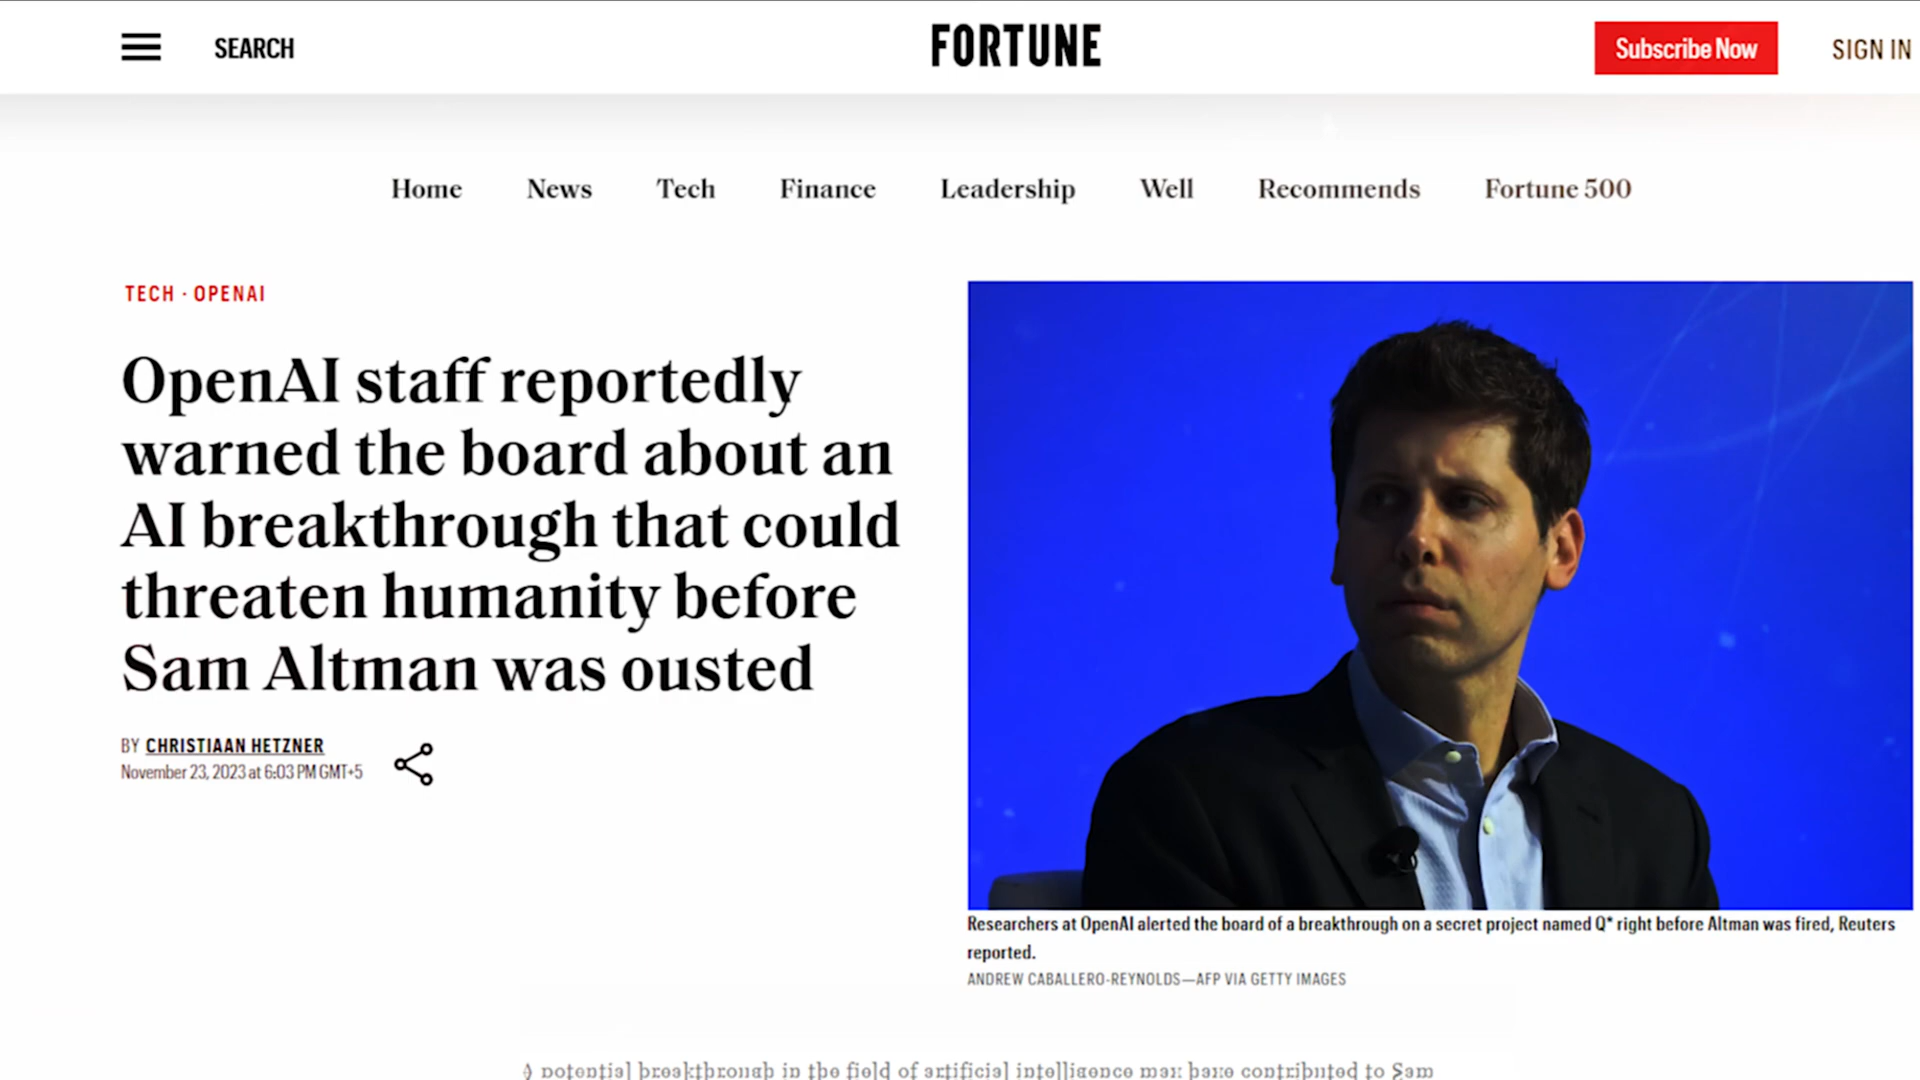 SEARCH
FORTUNE
Subscribe Now
SIGN IN
Home News Tech Finance Leadership Well Recommends Fortune 500
TECH · OPENAI
OpenAI staff reportedly
warned the board about an
AI breakthrough that could
threaten humanity before
Sam Altman was ousted
BY CHRISTIAAN HETZNER
November 23, 2023 at 6:03 PM GMT+5
Researchers at OpenAI alerted the board of a breakthrough on a secret project named Q* right before Altman was fired, Reuters
reported.
ANDREW CABALLERO-REYNOLDS—AFP VIA GETTY IMAGES
A potential breakthrough in the field of artificial intelligence may have contributed to Sam